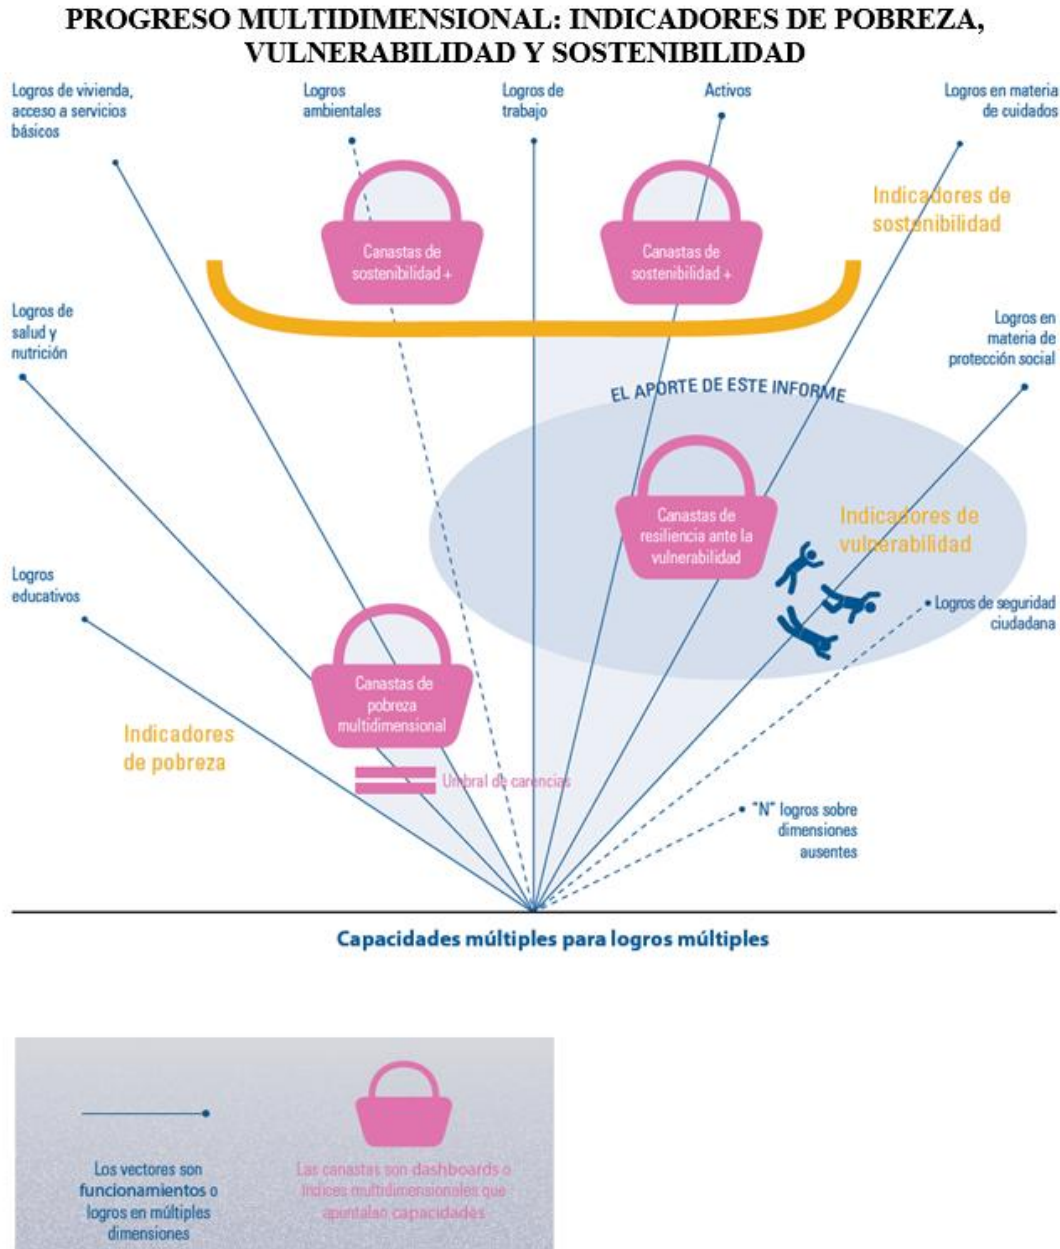 PROGRESO MULTIDIMENSIONAL: INDICADORES DE POBREZA,
VULNERABILIDAD Y SOSTENIBILIDAD
Logros de vivienda,
acceso a servicios
básicos
Logros
ambientales
Logros de
trabajo
Activos
Logros en materia
de cuidados
Indicadores de
sostenibilidad
Canastas de
sostenibilidad +
Canastas de
sostenibilidad +
Logros de
salud y
nutrición
Logros en
materia de
protección social
EL APORTE DE ESTE INFORME
Canastas de
resiliencia ante la
vulnerabilidad
Indicadores de
vulnerabilidad
Logros
educativos
Logros de seguridad
ciudadana
Canastas de
pobreza
multidimensional
Indicadores
de pobreza
Umbral de carencias
"N" logros sobre
dimensiones
ausentes
Capacidades múltiples para logros múltiples
Los vectores son
funcionamientos o
logros en múltiples
dimensiones
Las canastas son dashboards o
índices multidimensionales que
apuntalan capacidades